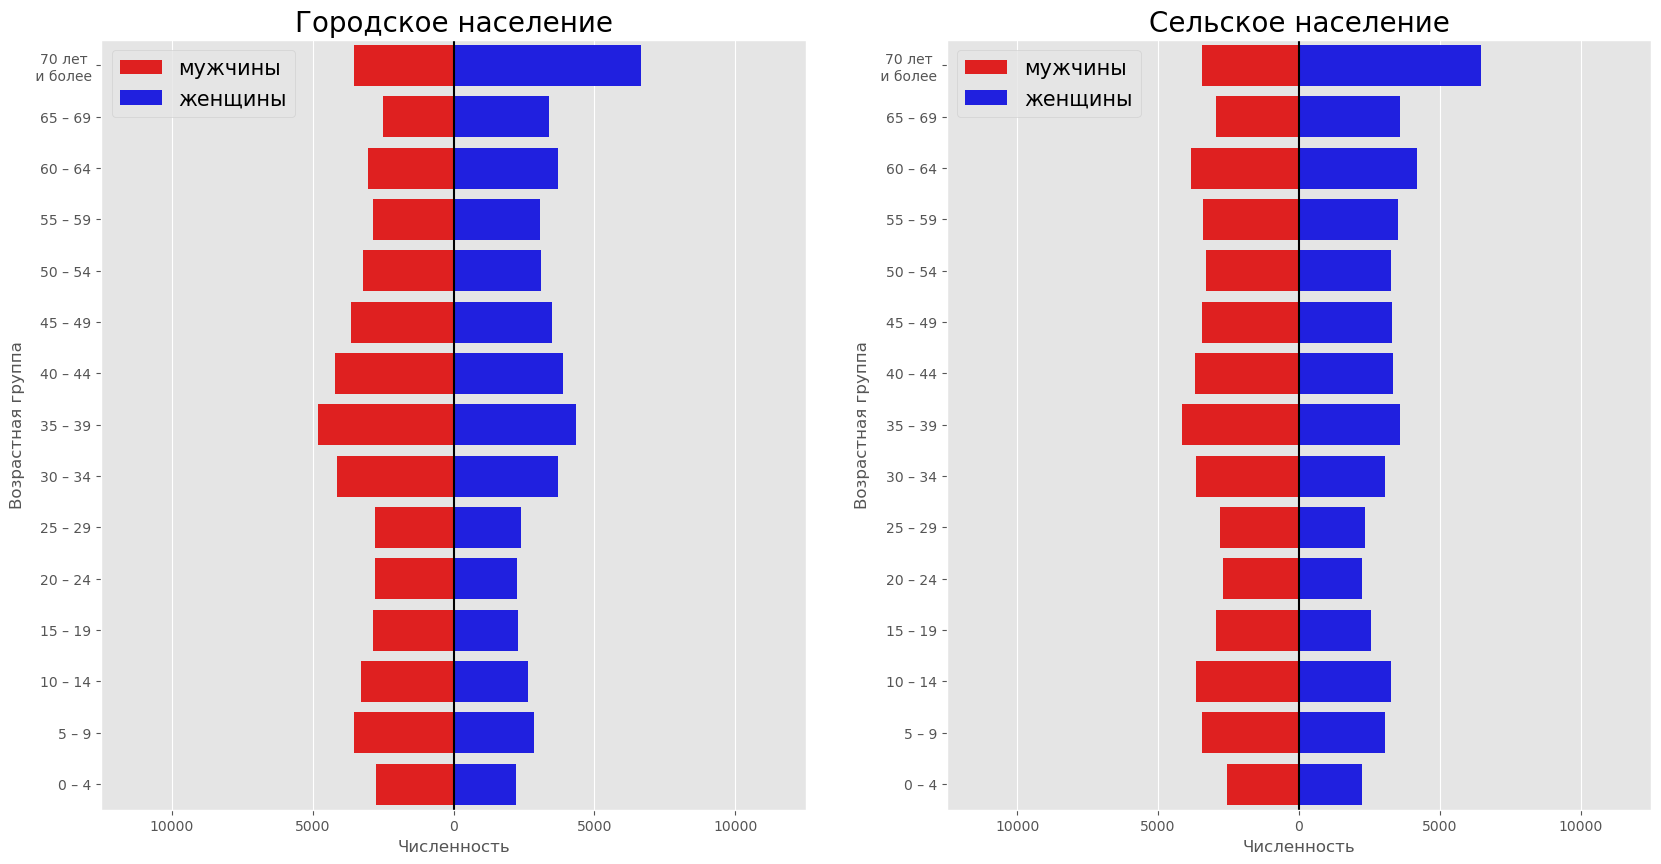 Городское население
мужчины
женщины
70 лет
и более
65 – 69
60 – 64
55 – 59
50 – 54
45 – 49
40 – 44
35 – 39
30 – 34
25 – 29
20 – 24
15 – 19
10 – 14
5 – 9
0 – 4
Возрастная группа
10000 5000 0 5000 10000
Численность
Сельское население
мужчины
женщины
70 лет
и более
65 – 69
60 – 64
55 – 59
50 – 54
45 – 49
40 – 44
35 – 39
30 – 34
25 – 29
20 – 24
15 – 19
10 – 14
5 – 9
0 – 4
Возрастная группа
10000 5000 0 5000 10000
Численность